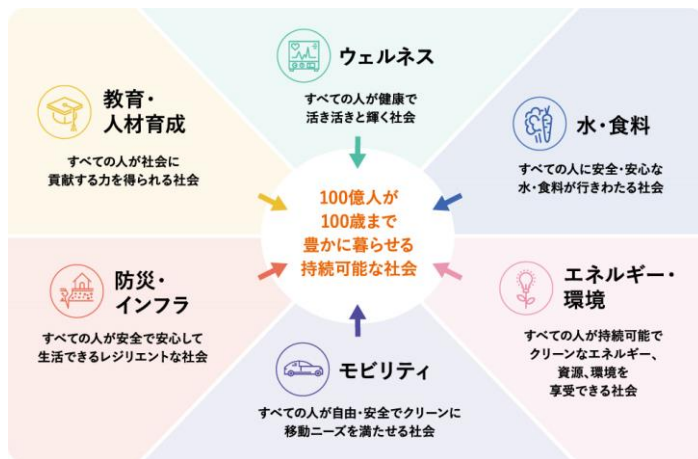 ウェルネス
すべての人が健康で
活き活きと輝く社会
教育・
人材育成
すべての人が社会に
貢献する力を得られる社会
水・食料
すべての人に安全・安心な
水・食料が行きわたる社会
100億人が
100歳まで
豊かに暮らせる
持続可能な社会
防災・
インフラ
すべての人が安全で安心して
生活できるレジリエントな社会
エネルギー・
環境
すべての人が持続可能で
クリーンなエネルギー、
資源、環境を
享受できる社会
モビリティ
すべての人が自由・安全でクリーンに
移動ニーズを満たせる社会